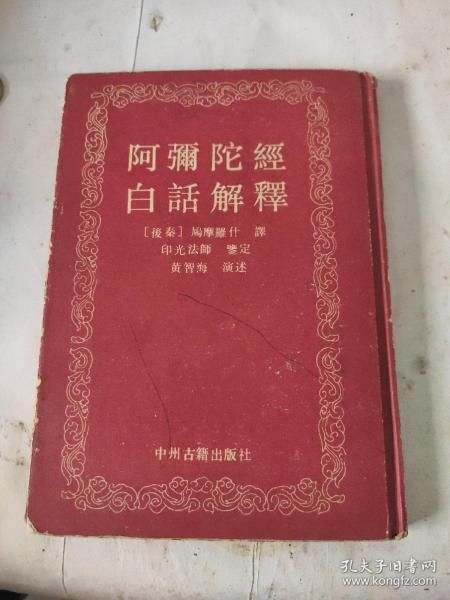 阿彌陀經
白話解釋
[後秦] 鳩摩羅什 譯
印光法師 鑒定
黄智海 演述
中州古籍出版社
孔夫子旧书网
www.kongfz.com